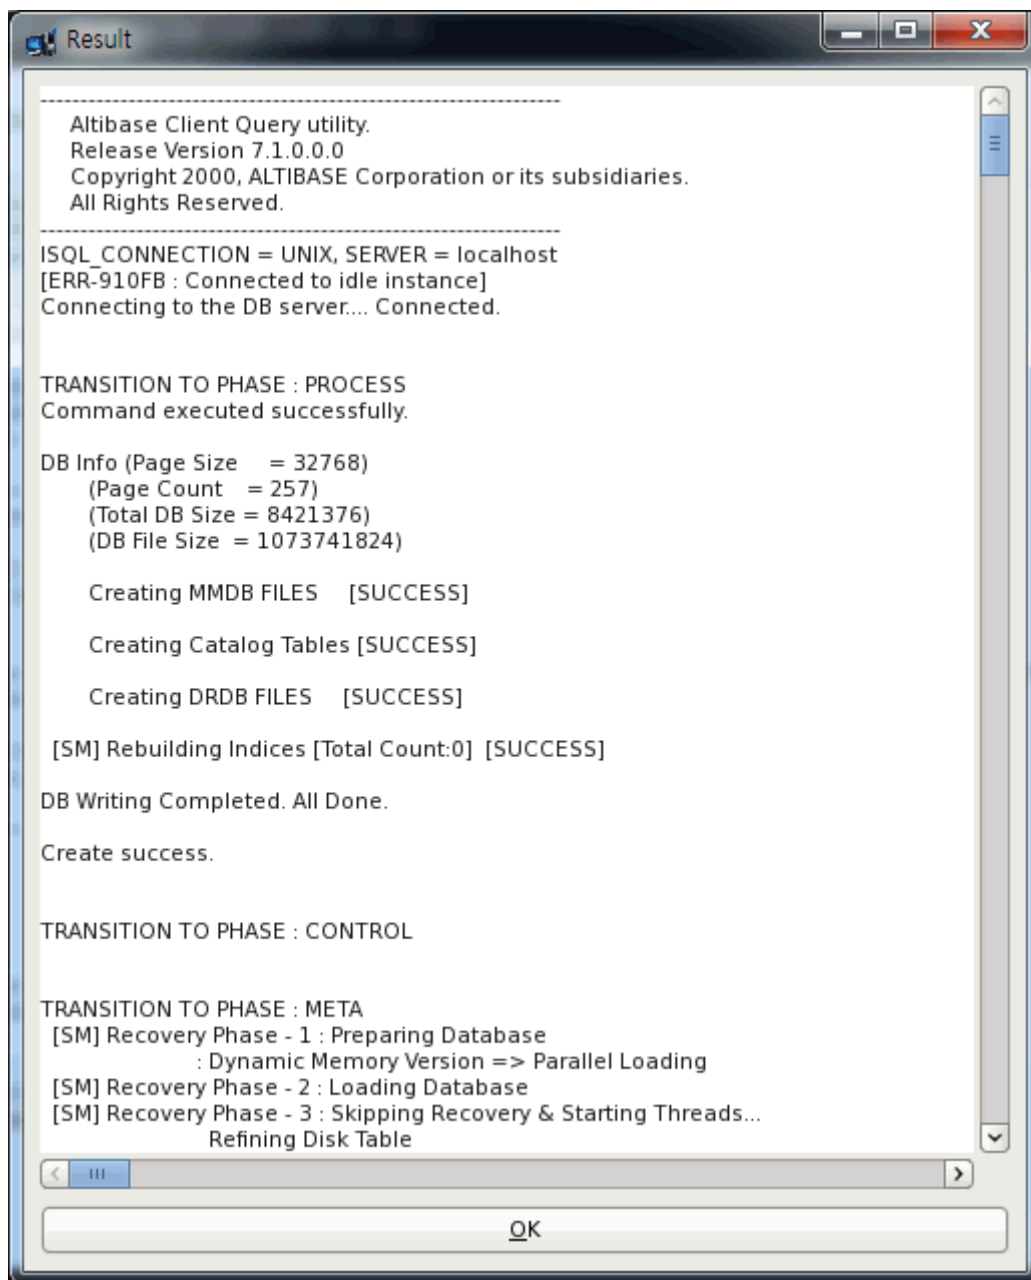 Result
-----------------------------------------------------------------
Altibase Client Query utility.
Release Version 7.1.0.0.0
Copyright 2000, ALTIBASE Corporation or its subsidiaries.
All Rights Reserved.
-----------------------------------------------------------------
ISQL_CONNECTION = UNIX, SERVER = localhost
[ERR-910FB : Connected to idle instance]
Connecting to the DB server.... Connected.
TRANSITION TO PHASE : PROCESS
Command executed successfully.
DB Info (Page Size = 32768)
(Page Count = 257)
(Total DB Size = 8421376)
(DB File Size = 1073741824)
Creating MMDB FILES [SUCCESS]
Creating Catalog Tables [SUCCESS]
Creating DRDB FILES [SUCCESS]
[SM] Rebuilding Indices [Total Count:0] [SUCCESS]
DB Writing Completed. All Done.
Create success.
TRANSITION TO PHASE : CONTROL
TRANSITION TO PHASE : META
[SM] Recovery Phase - 1 : Preparing Database
: Dynamic Memory Version => Parallel Loading
[SM] Recovery Phase - 2 : Loading Database
[SM] Recovery Phase - 3 : Skipping Recovery & Starting Threads...
Refining Disk Table
OK